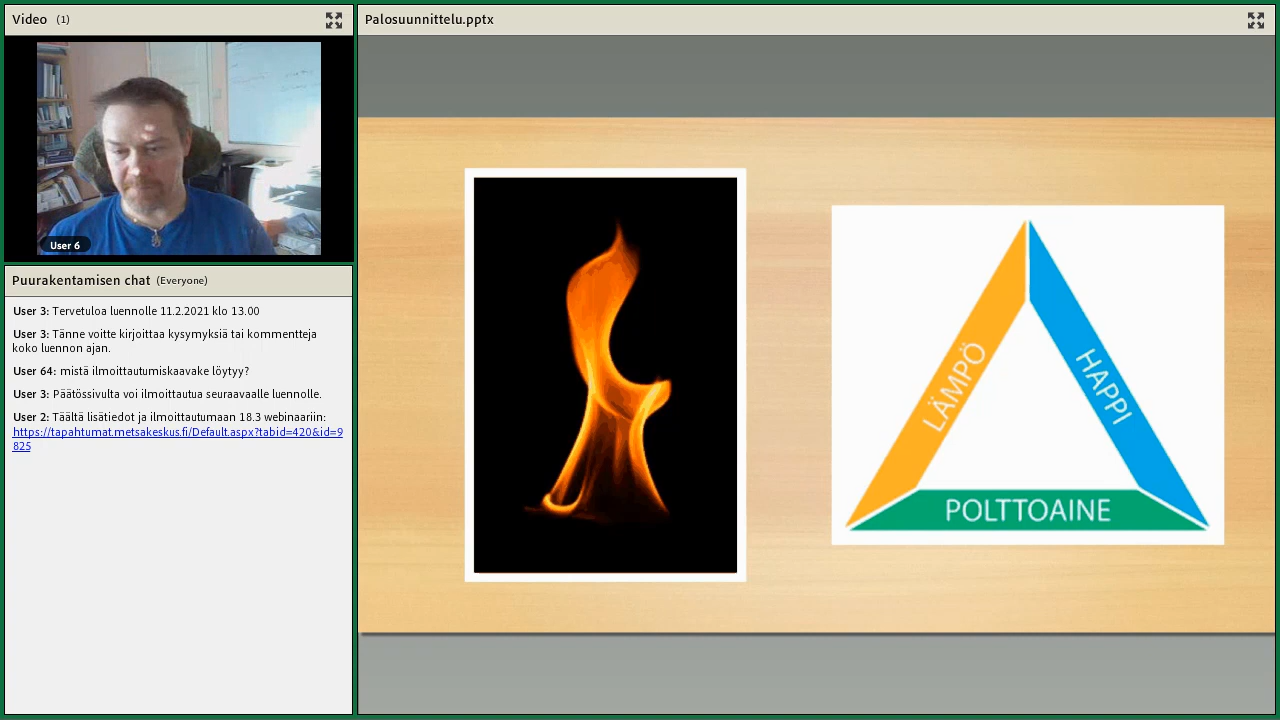 Video (1)
User 6
Puurakentamisen chat (Everyone)
User 3: Tervetuloa luennolle 11.2.2021 klo 13.00
User 3: Tänne voitte kirjoittaa kysymyksiä tai kommentteja
koko luennon ajan.
User 64: mistä ilmoittautumiskaavake löytyy?
User 3: Päätössivulta voi ilmoittautua seuraavaalle luennolle.
User 2: Täältä lisätiedot ja ilmoittautumaan 18.3 webinaariin:
https://tapahtumat.metsakeskus.fi/Default.aspx?tabid=420&id=9
825
Palosuunnittelu.pptx
LÄMPÖ
HAPPI
POLTTOAINE